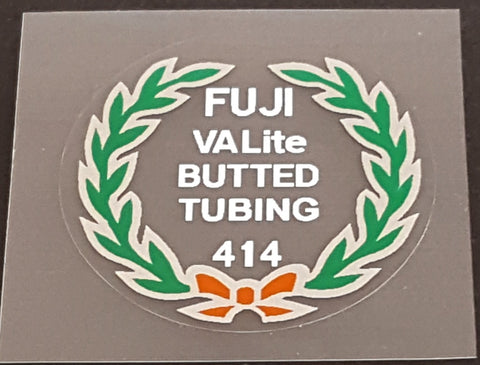 FUJI
VALite
BUTTED
TUBING
414